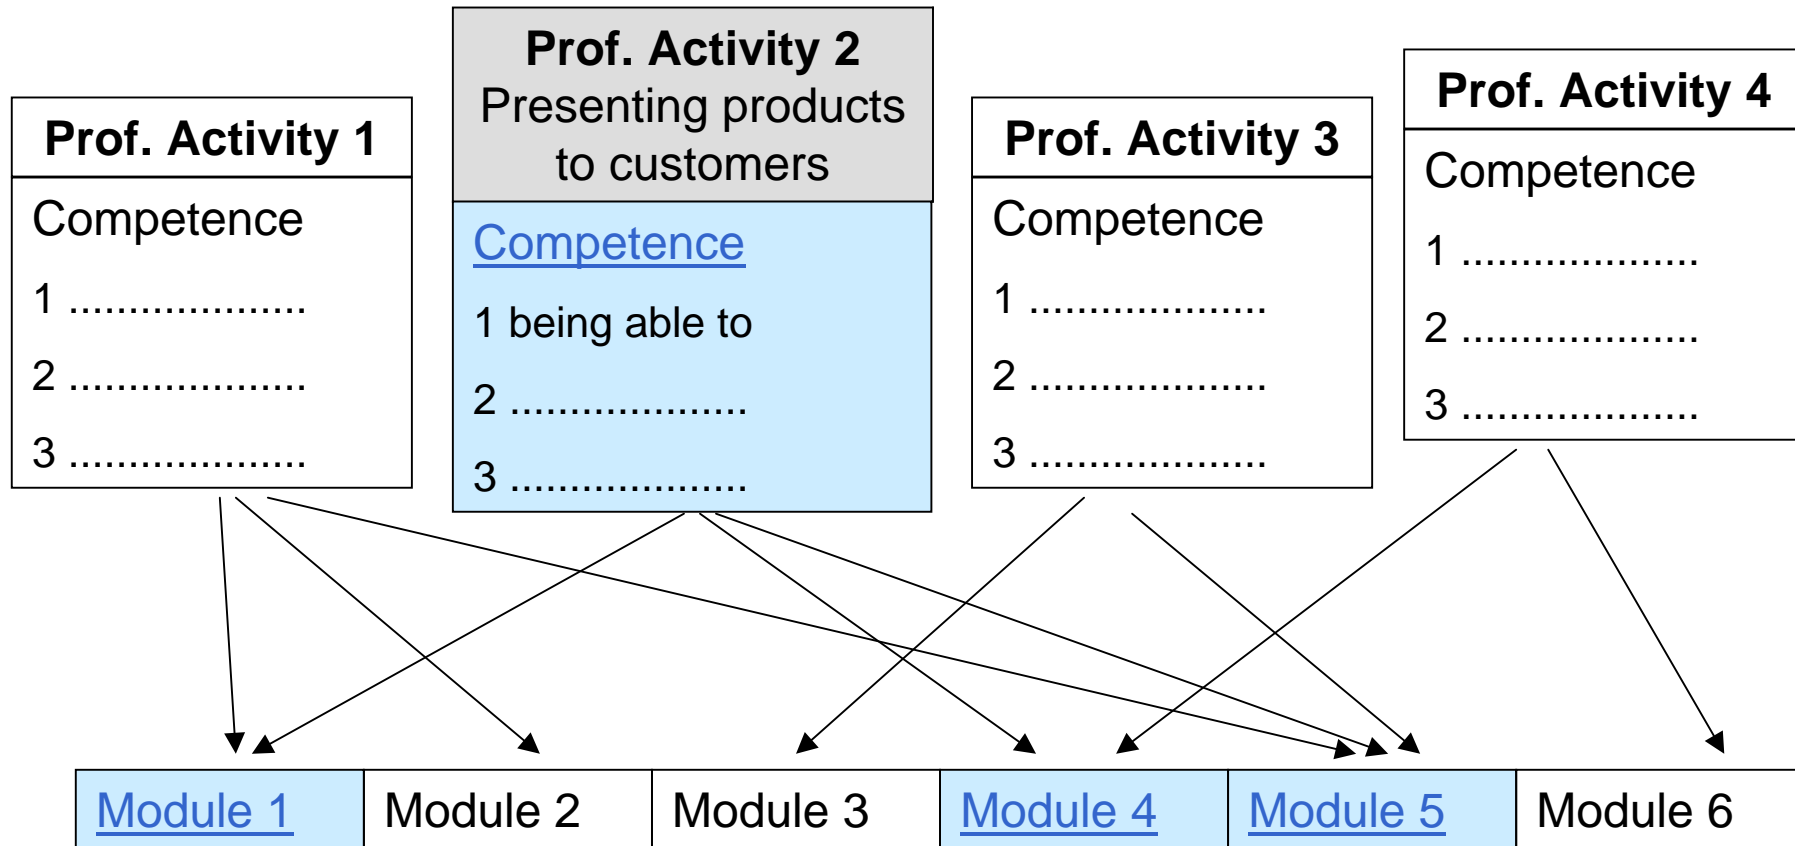 Prof. Activity 1
Competence
1 ....................
2 ....................
3 ....................
Prof. Activity 2
Presenting products
to customers
Competence
1 being able to
2 ....................
3 ....................
Prof. Activity 3
Competence
1 ....................
2 ....................
3 ....................
Prof. Activity 4
Competence
1 ....................
2 ....................
3 ....................
Module 1 Module 2 Module 3 Module 4 Module 5 Module 6